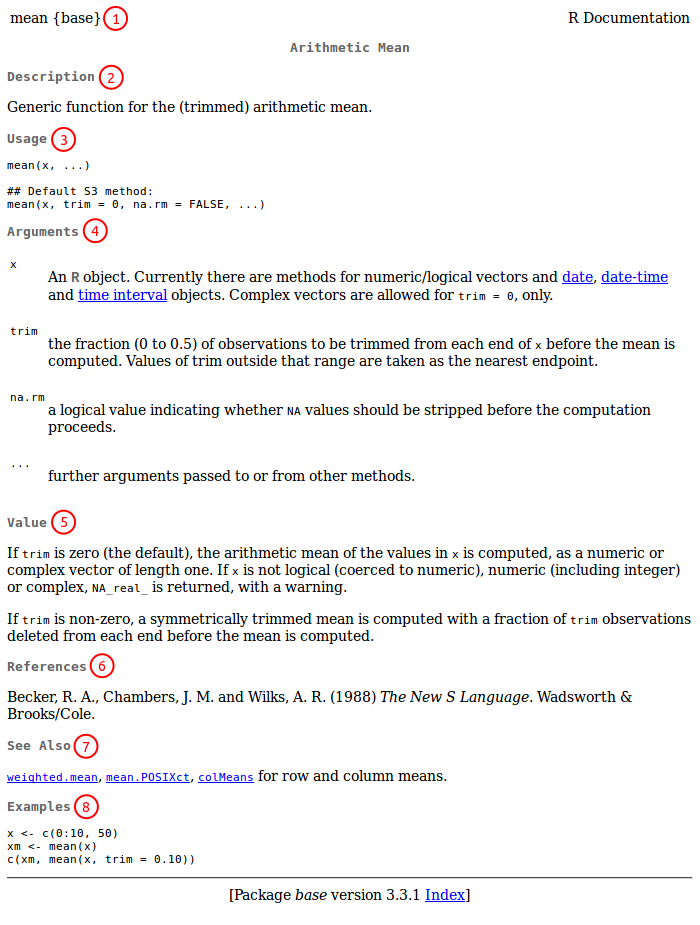 mean {base} 1 R Documentation
Arithmetic Mean
Description 2
Generic function for the (trimmed) arithmetic mean.
Usage 3
mean(x, ...)
## Default S3 method:
mean(x, trim = 0, na.rm = FALSE, ...)
Arguments 4
x
An R object. Currently there are methods for numeric/logical vectors and date, date-time
and time interval objects. Complex vectors are allowed for trim = 0, only.
trim
the fraction (0 to 0.5) of observations to be trimmed from each end of x before the mean is
computed. Values of trim outside that range are taken as the nearest endpoint.
na.rm
a logical value indicating whether NA values should be stripped before the computation
proceeds.
...
further arguments passed to or from other methods.
Value 5
If trim is zero (the default), the arithmetic mean of the values in x is computed, as a numeric or
complex vector of length one. If x is not logical (coerced to numeric), numeric (including integer)
or complex, NA_real_ is returned, with a warning.
If trim is non-zero, a symmetrically trimmed mean is computed with a fraction of trim observations
deleted from each end before the mean is computed.
References 6
Becker, R. A., Chambers, J. M. and Wilks, A. R. (1988) The New S Language. Wadsworth &
Brooks/Cole.
See Also 7
weighted.mean, mean.POSIXct, colMeans for row and column means.
Examples 8
x <- c(0:10, 50)
xm <- mean(x)
c(xm, mean(x, trim = 0.10))
[Package base version 3.3.1 Index]